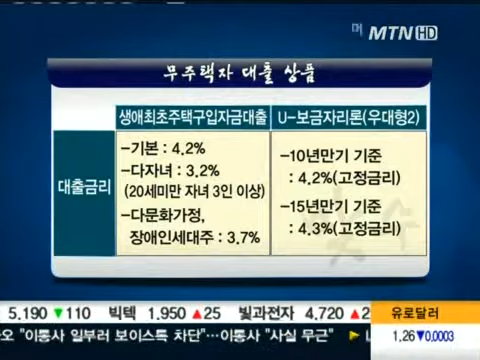 머 MTN HD
무주택자 대출 상품
생애최초주택구입자금대출 U-보금자리론(우대형2)
대출금리
-기본 : 4.2%
-다자녀 : 3.2%
(20세미만 자녀 3인 이상)
-다문화가정,
장애인세대주 : 3.7%
-10년만기 기준
: 4.2%(고정금리)
-15년만기 기준
: 4.3%(고정금리)
5.190 ▼110 빅텍 1.950 ▲25 빛과전자 4,720 ▲2
유로달러
오 "이통사 일부러 보이스톡 차단"…이통사 "사실 무근" ▶
1.26▼0.0003